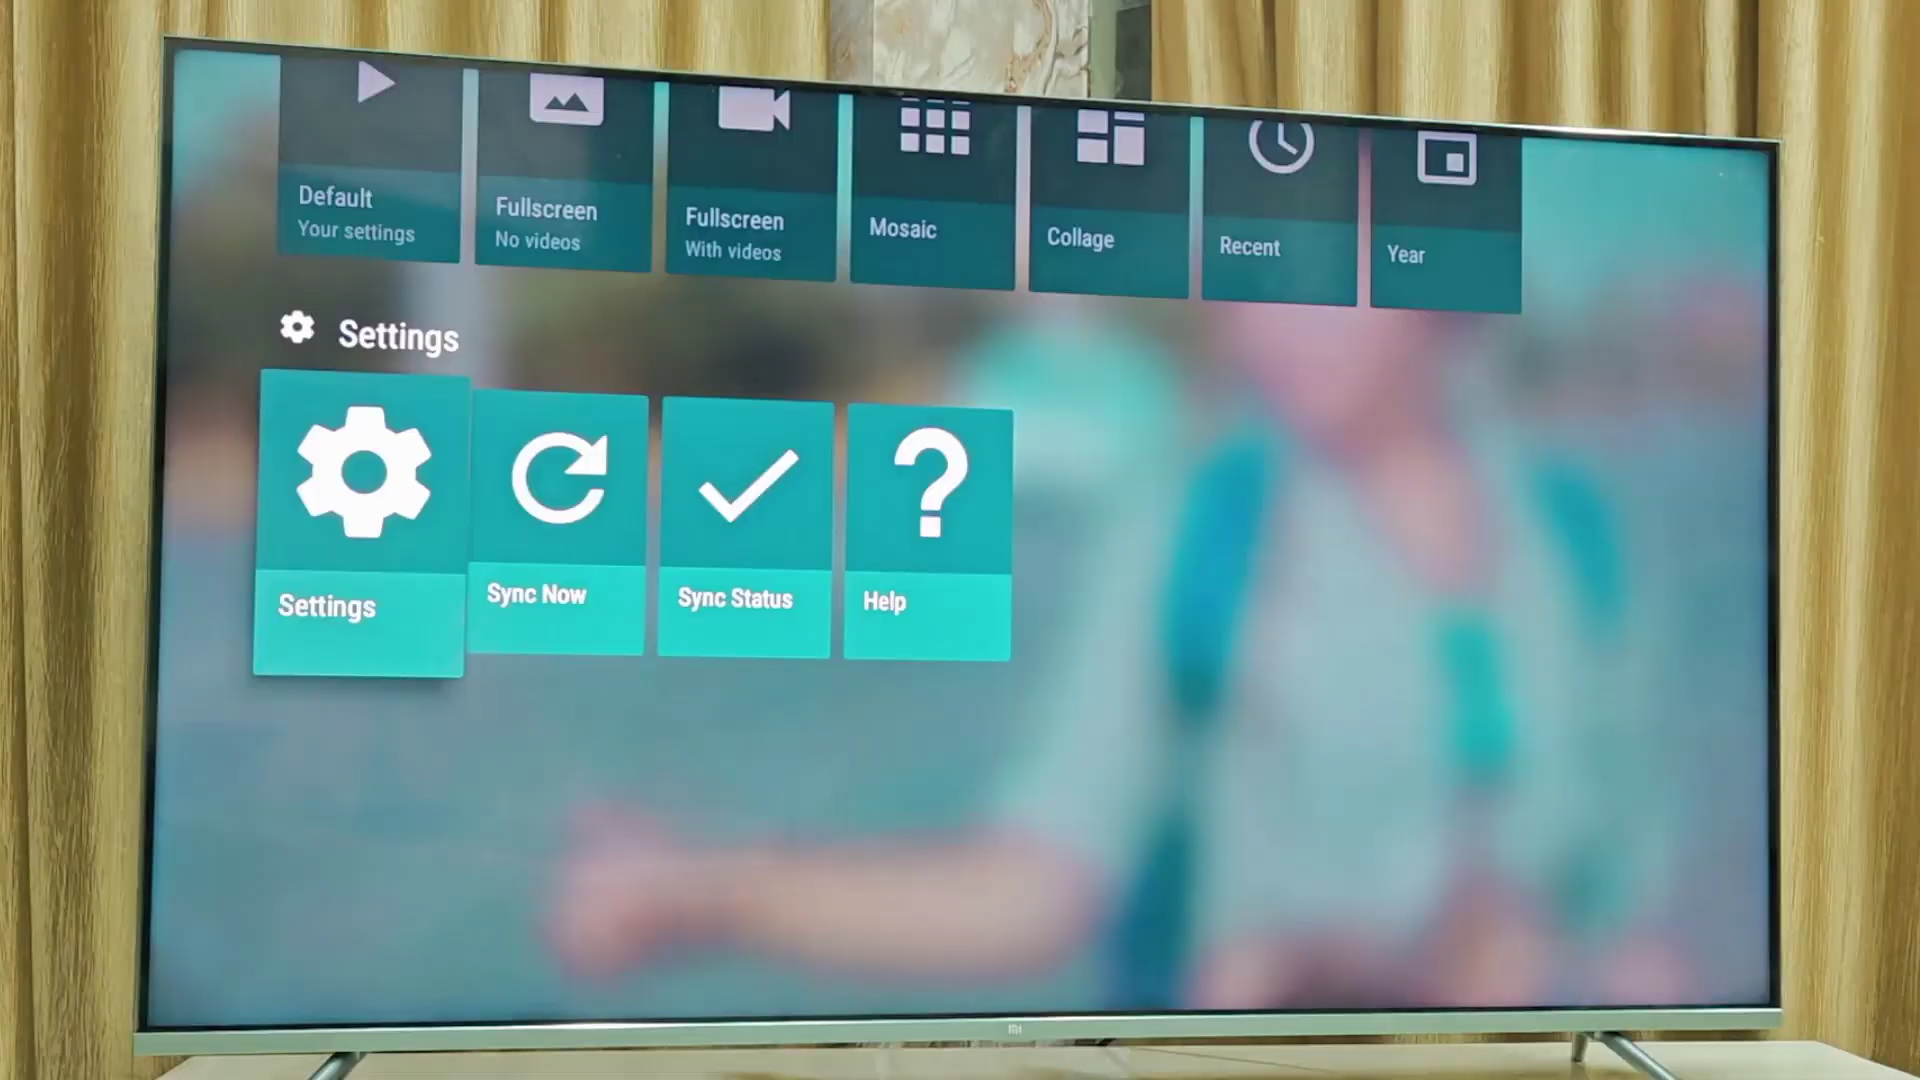 Default
Your settings
Fullscreen
No videos
Fullscreen
With videos
Mosaic
Collage
Recent
Year
Settings
Settings
Sync Now
Sync Status
Help
mi